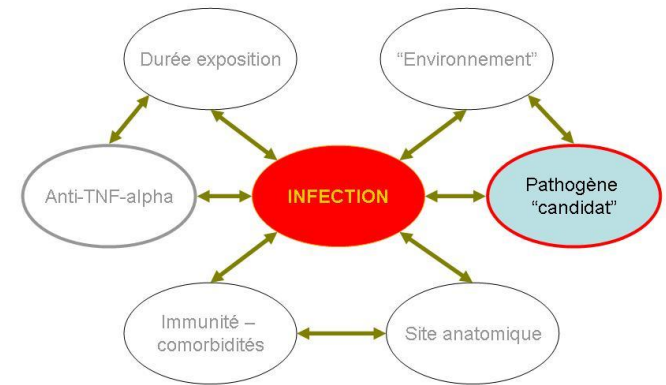 Durée exposition
“Environnement”
Anti-TNF-alpha
INFECTION
Pathogène
“candidat”
Immunité –
comorbidités
Site anatomique